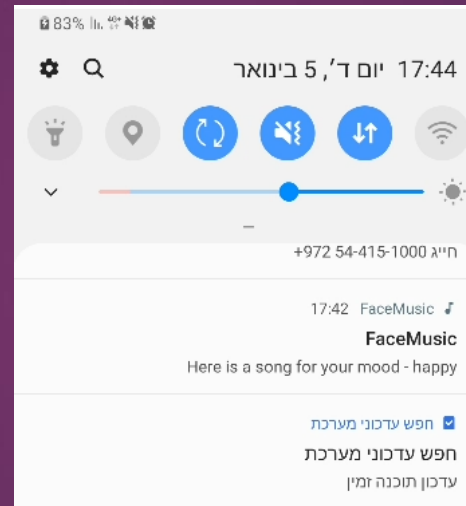 83%
17:44 יום ד', 5 בינואר
חייג ‎+972 54-415-1000
FaceMusic 17:42
FaceMusic
Here is a song for your mood - happy
חפש עדכוני מערכת
חפש עדכוני מערכת
עדכון תוכנה זמין